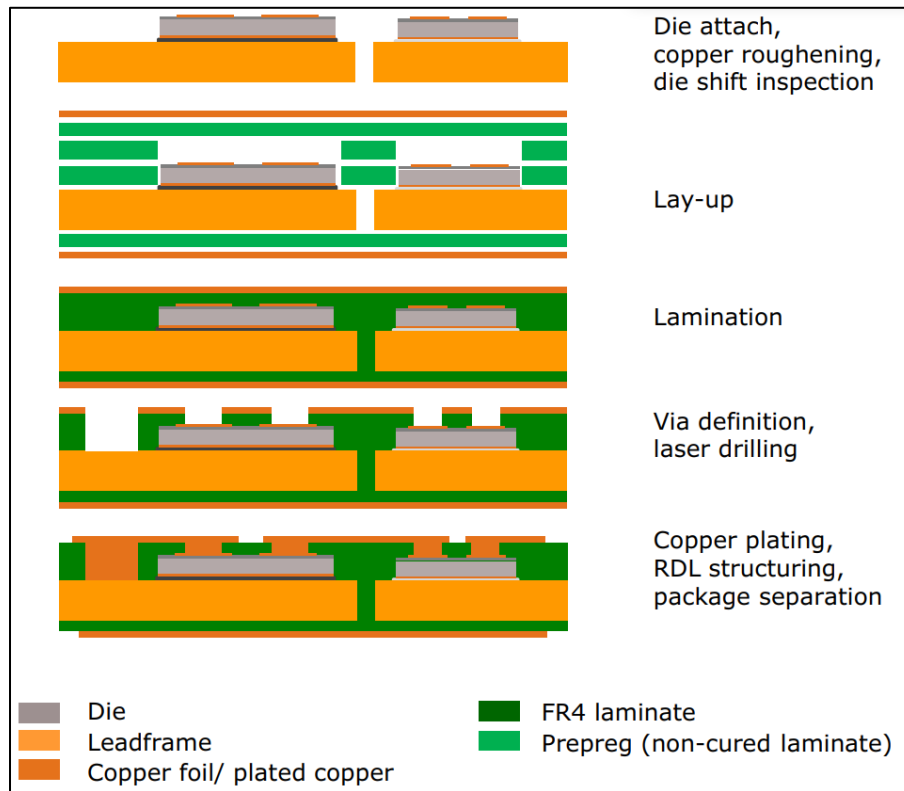 Die attach,
copper roughening,
die shift inspection
Lay-up
Lamination
Via definition,
laser drilling
Copper plating,
RDL structuring,
package separation
Die
Leadframe
Copper foil/ plated copper
FR4 laminate
Prepreg (non-cured laminate)